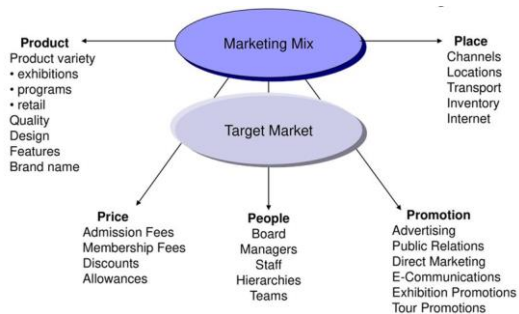 Marketing Mix
Product
Product variety
• exhibitions
• programs
• retail
Quality
Design
Features
Brand name
Place
Channels
Locations
Transport
Inventory
Internet
Target Market
Price
Admission Fees
Membership Fees
Discounts
Allowances
People
Board
Managers
Staff
Hierarchies
Teams
Promotion
Advertising
Public Relations
Direct Marketing
E-Communications
Exhibition Promotions
Tour Promotions